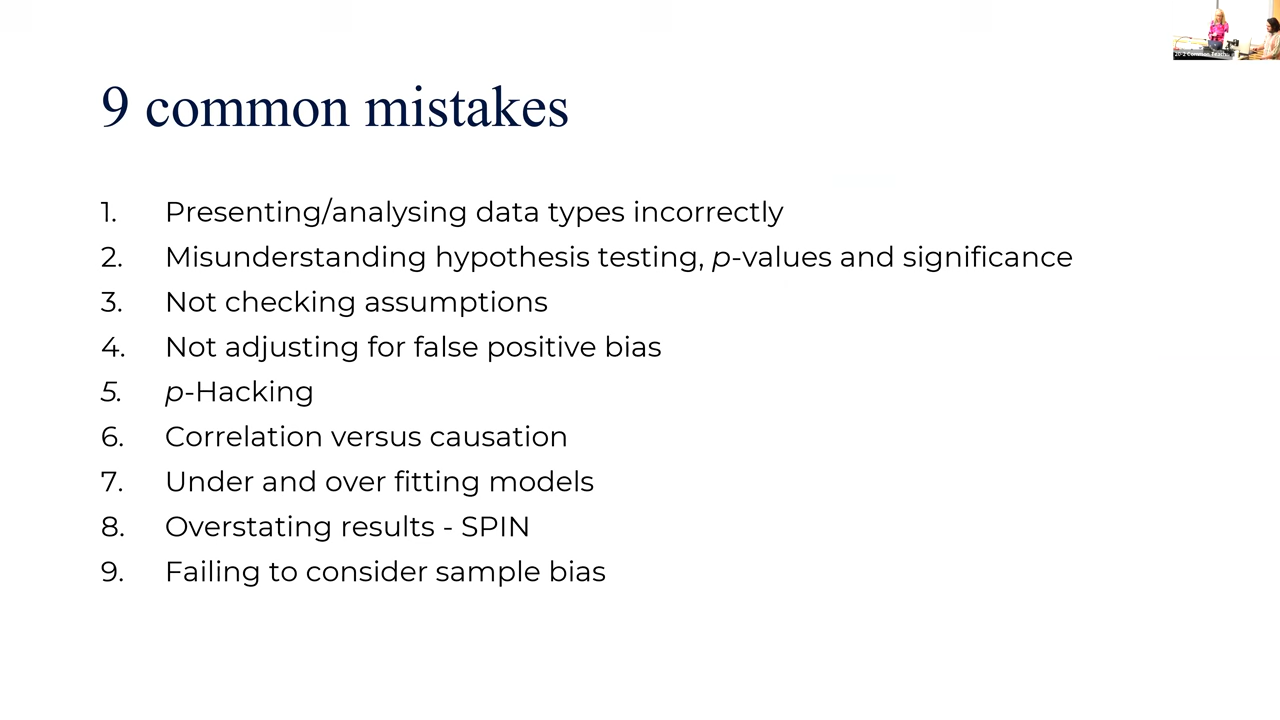 9 common mistakes
1. Presenting/analysing data types incorrectly
2. Misunderstanding hypothesis testing, p-values and significance
3. Not checking assumptions
4. Not adjusting for false positive bias
5. p-Hacking
6. Correlation versus causation
7. Under and over fitting models
8. Overstating results - SPIN
9. Failing to consider sample bias